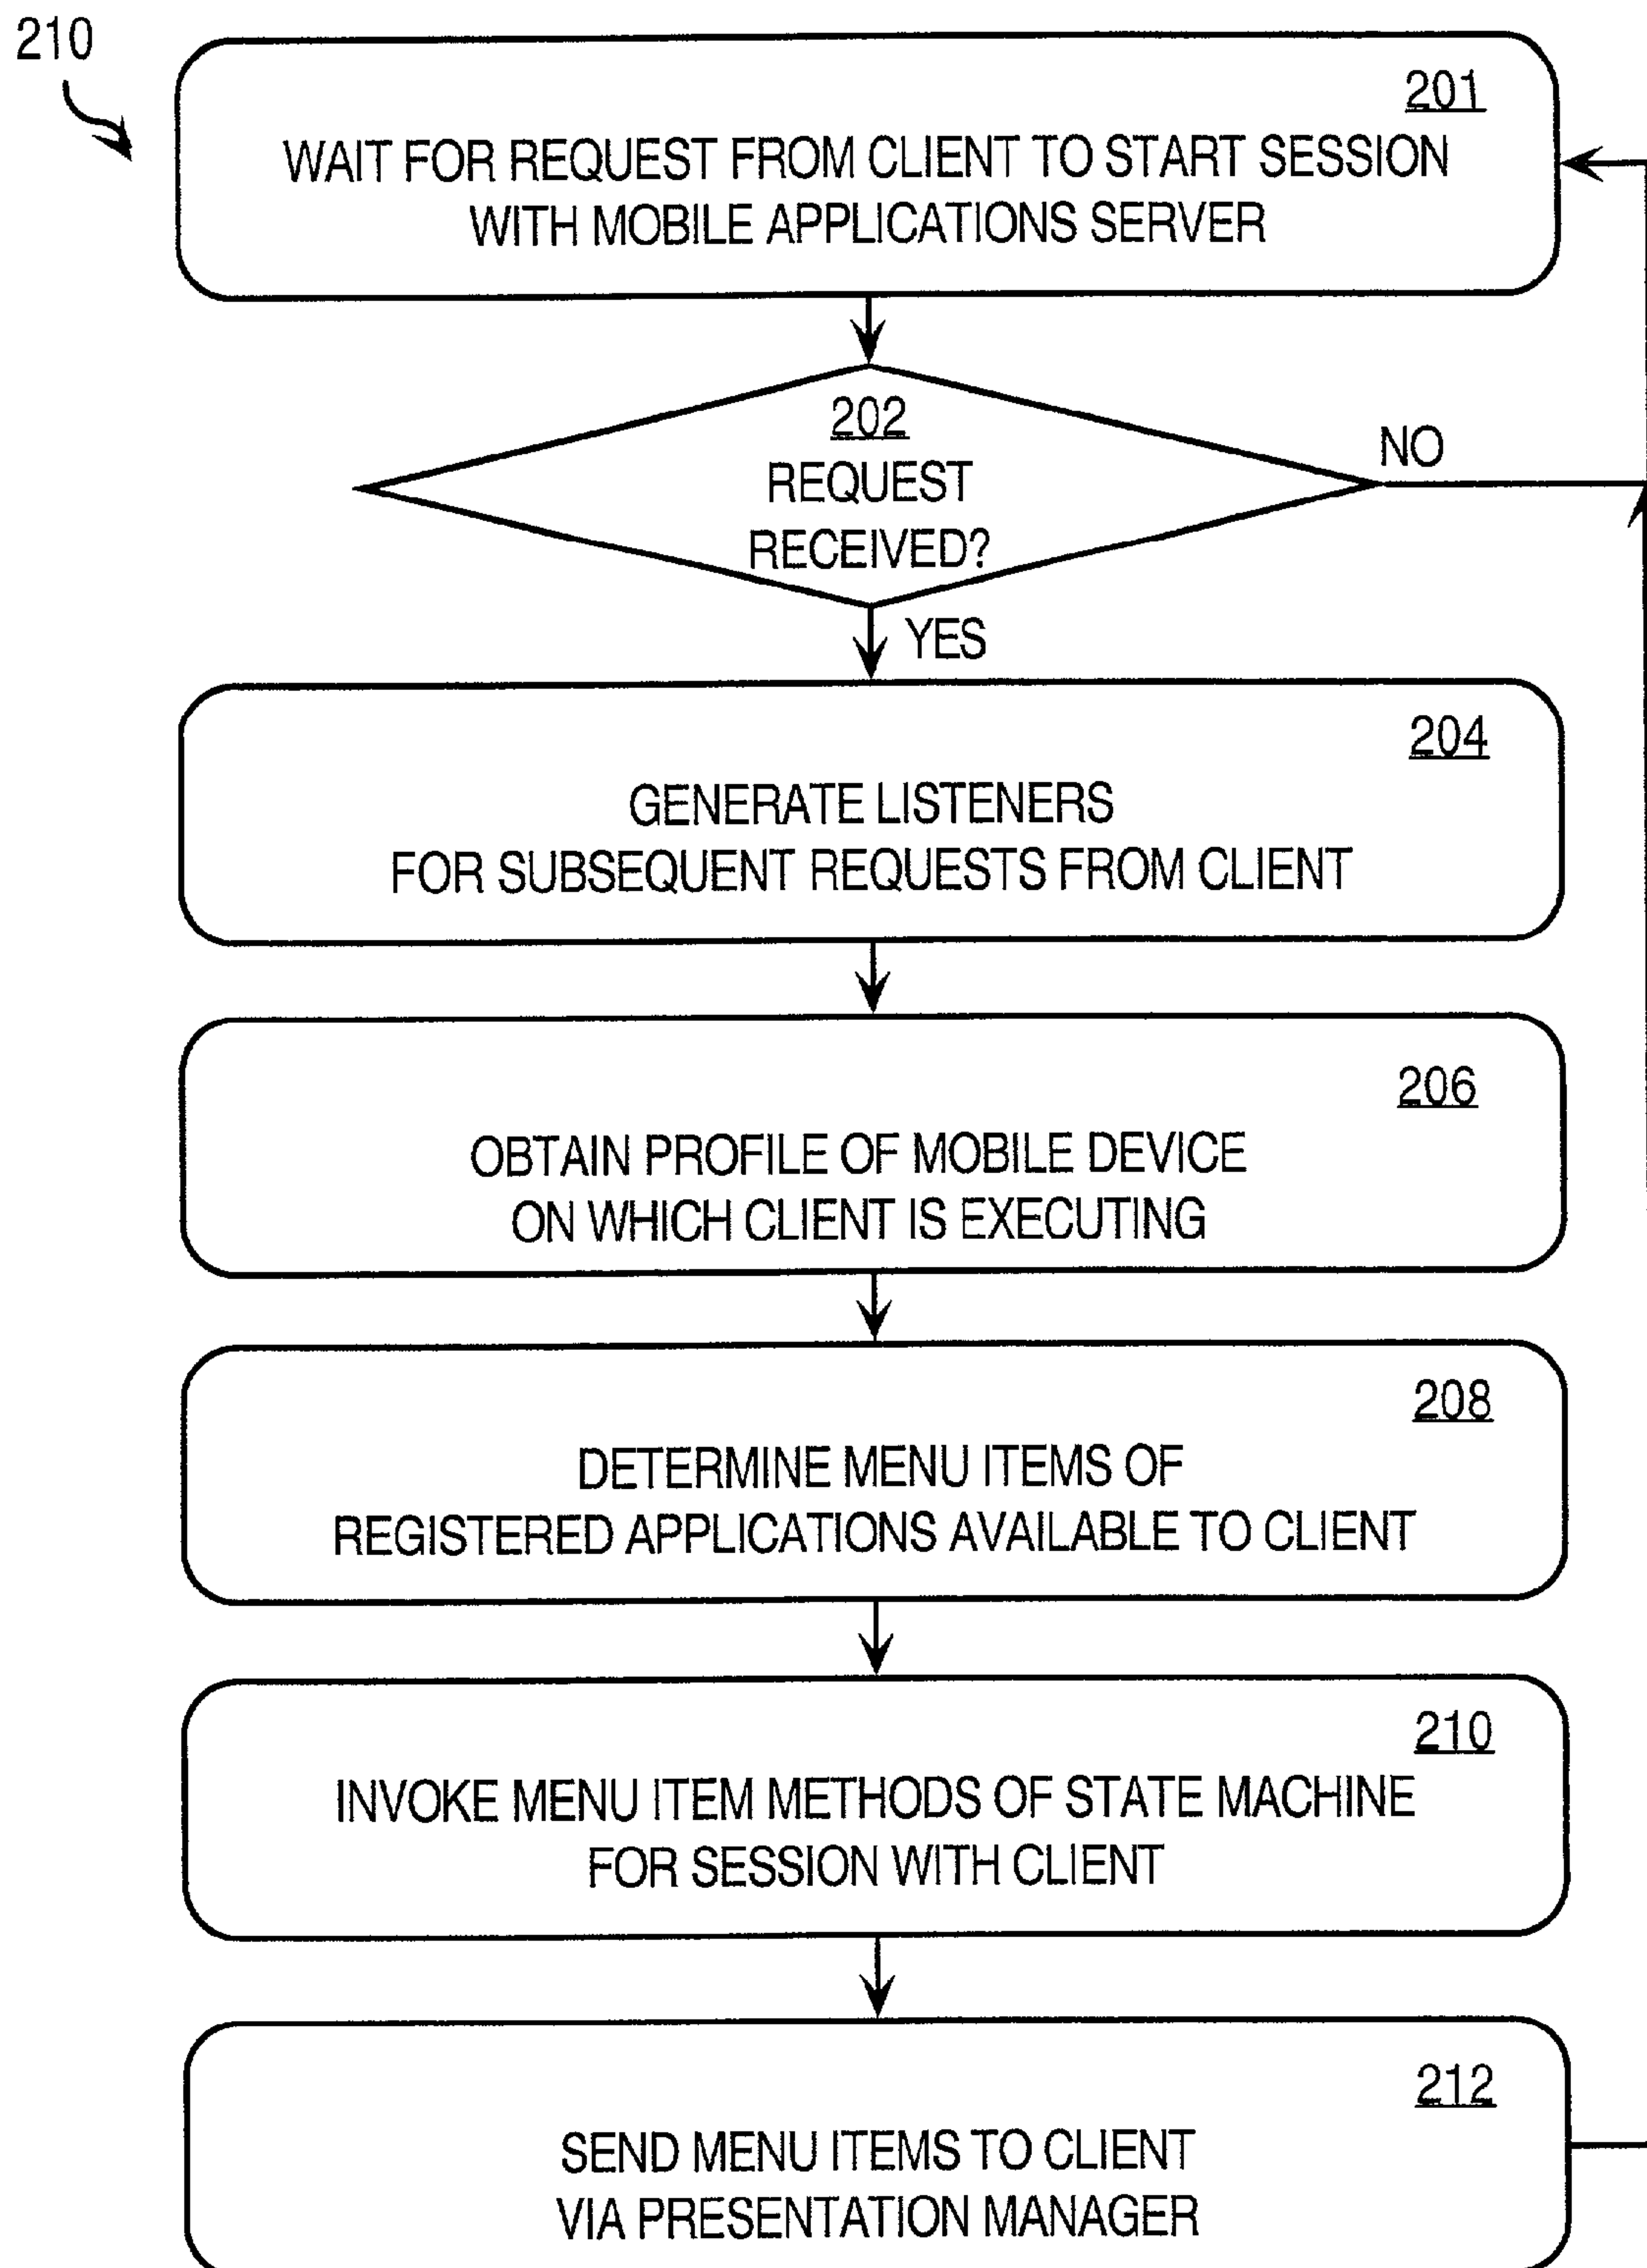 210
201
WAIT FOR REQUEST FROM CLIENT TO START SESSION
WITH MOBILE APPLICATIONS SERVER
202
REQUEST
RECEIVED?
NO
YES
204
GENERATE LISTENERS
FOR SUBSEQUENT REQUESTS FROM CLIENT
206
OBTAIN PROFILE OF MOBILE DEVICE
ON WHICH CLIENT IS EXECUTING
208
DETERMINE MENU ITEMS OF
REGISTERED APPLICATIONS AVAILABLE TO CLIENT
210
INVOKE MENU ITEM METHODS OF STATE MACHINE
FOR SESSION WITH CLIENT
212
SEND MENU ITEMS TO CLIENT
VIA PRESENTATION MANAGER